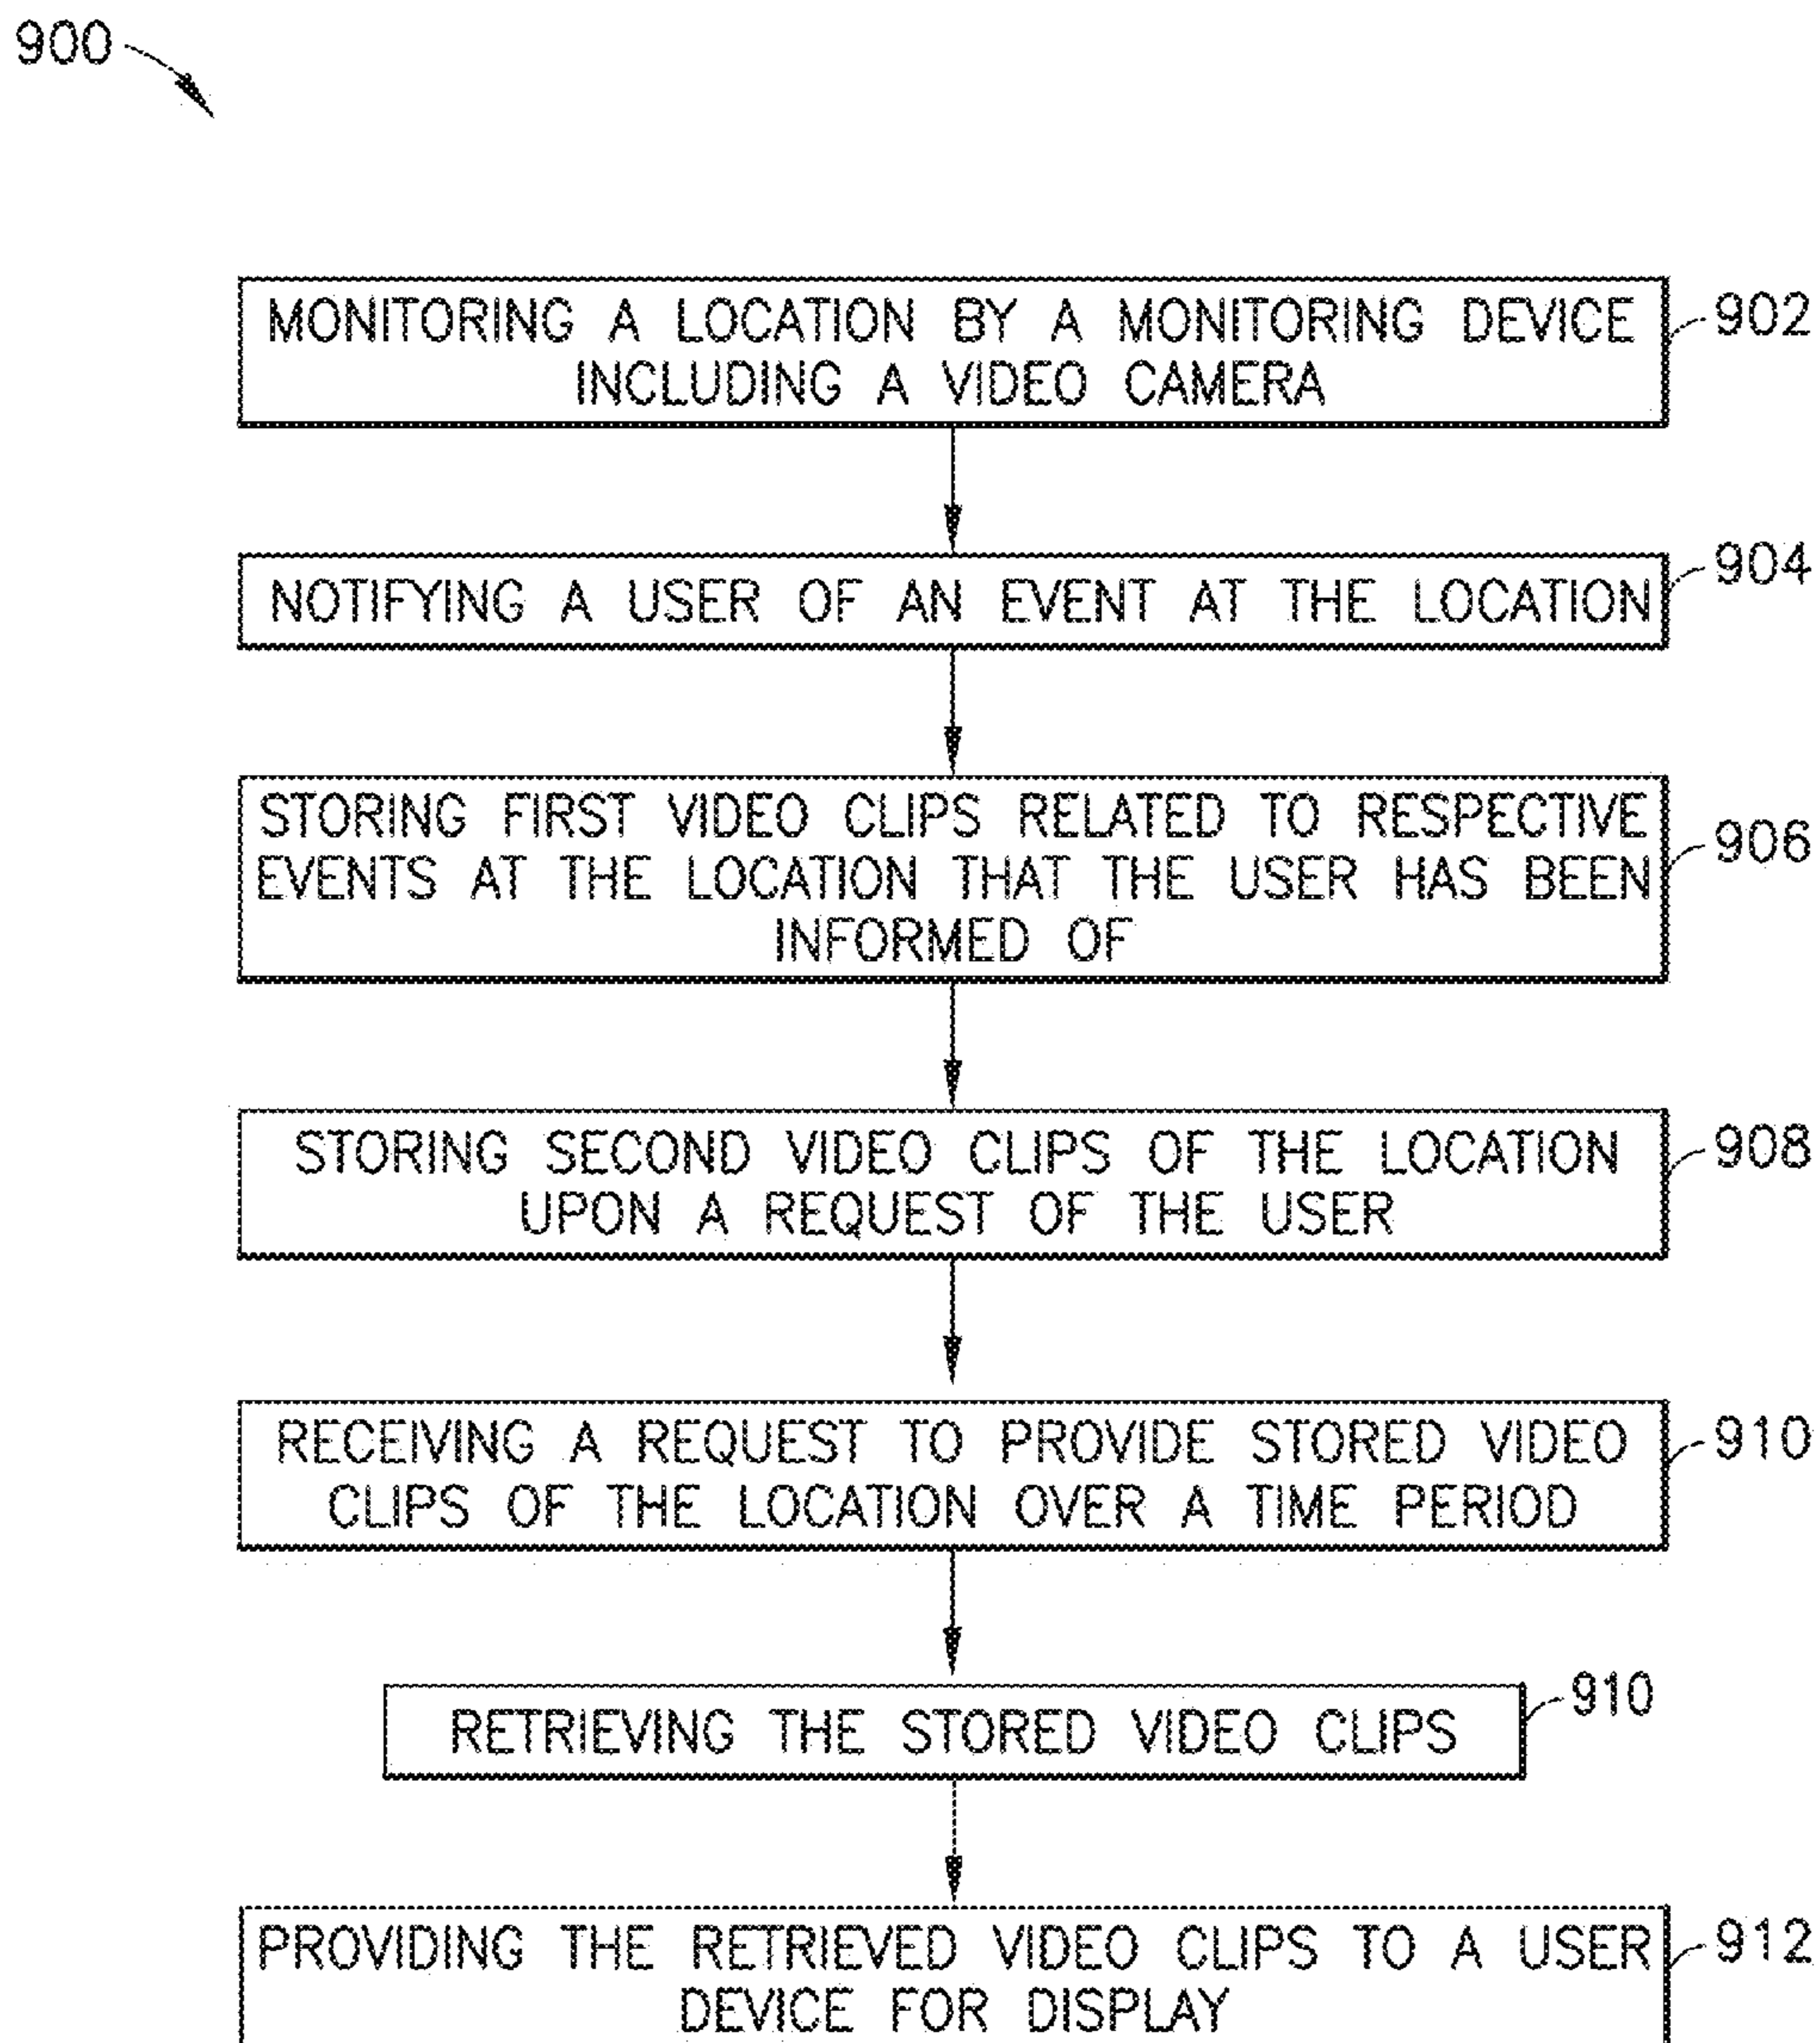 900
MONITORING A LOCATION BY A MONITORING DEVICE
INCLUDING A VIDEO CAMERA
902
NOTIFYING A USER OF AN EVENT AT THE LOCATION
904
STORING FIRST VIDEO CLIPS RELATED TO RESPECTIVE
EVENTS AT THE LOCATION THAT THE USER HAS BEEN
INFORMED OF
906
STORING SECOND VIDEO CLIPS OF THE LOCATION
UPON A REQUEST OF THE USER
908
RECEIVING A REQUEST TO PROVIDE STORED VIDEO
CLIPS OF THE LOCATION OVER A TIME PERIOD
910
RETRIEVING THE STORED VIDEO CLIPS
910
PROVIDING THE RETRIEVED VIDEO CLIPS TO A USER
DEVICE FOR DISPLAY
912